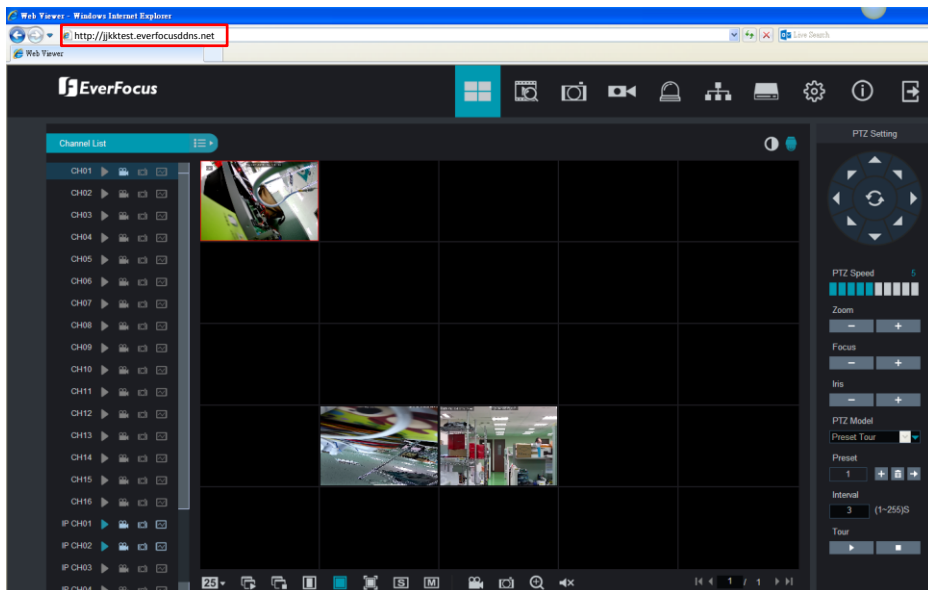 Web Viewer - Windows Internet Explorer
http://jjkktest.everfocusddns.net
Live Search
Web Viewer
EverFocus
Channel List
PTZ Setting
CH01
CH02
CH03
CH04
CH05
CH06
CH07
CH08
CH09
CH10
CH11
CH12
CH13
CH14
CH15
CH16
IP CH01
IP CH02
IP CH03
IP CH04
PTZ Speed 5
Zoom
- +
Focus
- +
Iris
- +
PTZ Model
Preset Tour
Preset
1 +
Interval
3 (1~255)S
Tour
25 S M 1 / 1